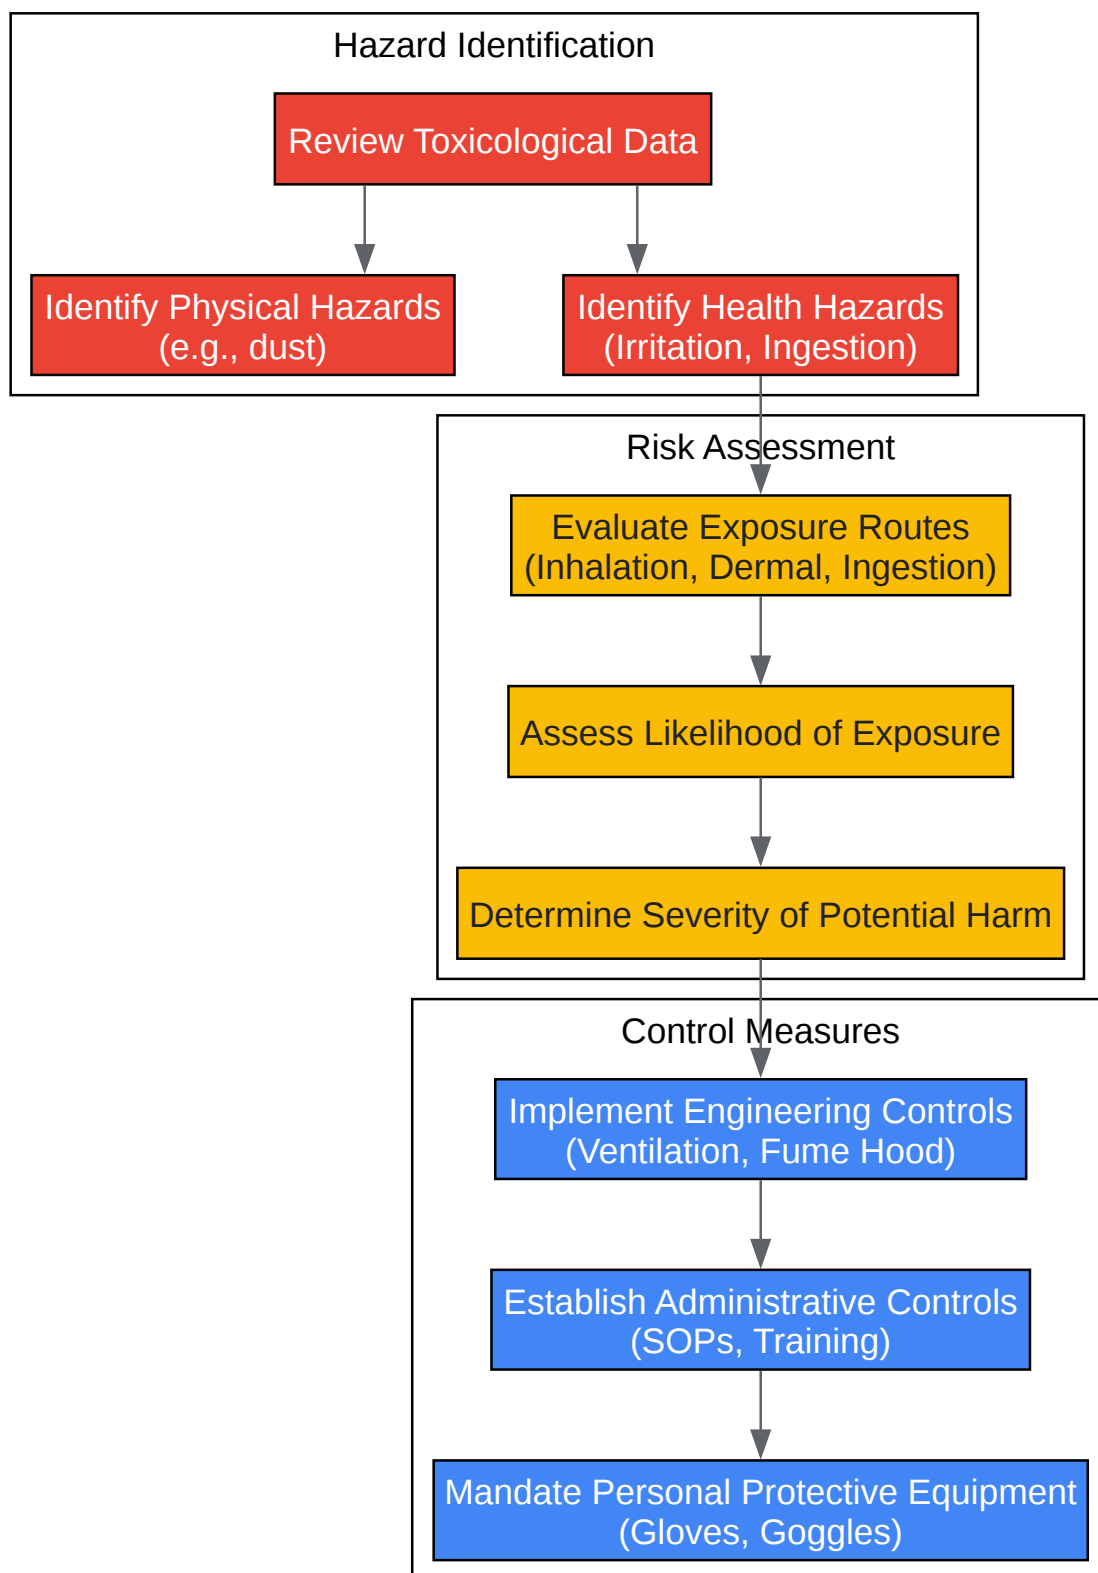 Hazard Identification
Review Toxicological Data
Identify Physical Hazards
(e.g., dust)
Identify Health Hazards
(Irritation, Ingestion)
Risk Assessment
Evaluate Exposure Routes
(Inhalation, Dermal, Ingestion)
Assess Likelihood of Exposure
Determine Severity of Potential Harm
Control Measures
Implement Engineering Controls
(Ventilation, Fume Hood)
Establish Administrative Controls
(SOPs, Training)
Mandate Personal Protective Equipment
(Gloves, Goggles)